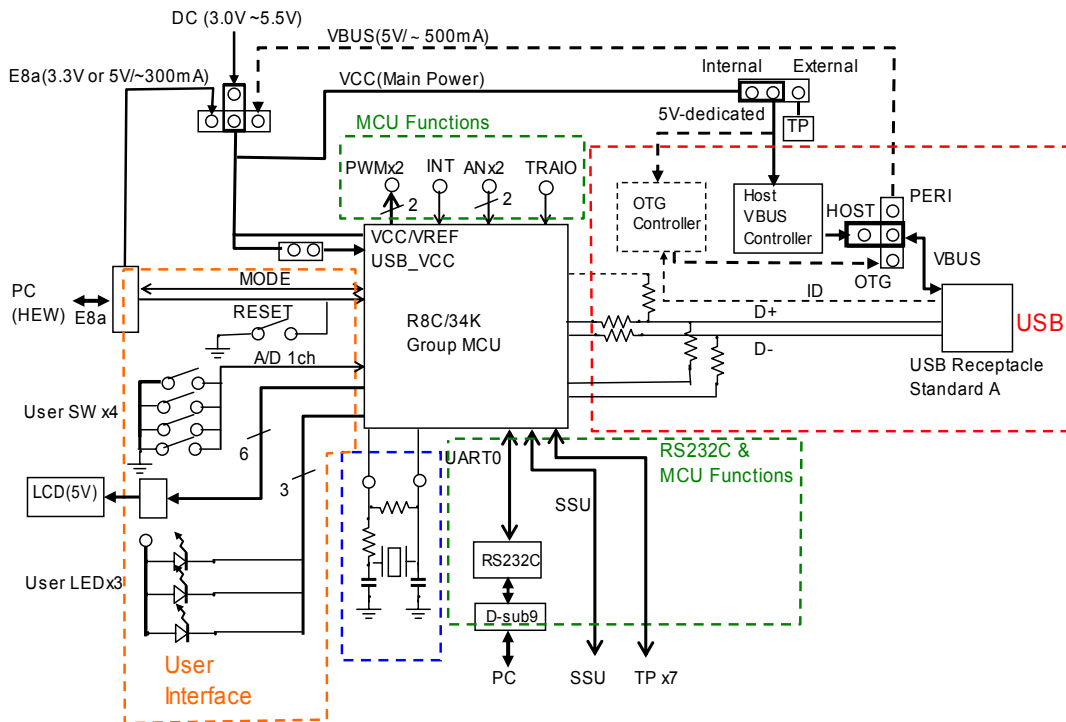 DC (3.0V ~5.5V)
VBUS(5V/ ~ 500mA)
E8a(3.3V or 5V/~300mA)
VCC(Main Power)
Internal
External
5V-dedicated
TP
MCU Functions
PWMx2
INT
ANx2
TRAIO
2
2
OTG
Controller
Host
VBUS
Controller
HOST
PERI
OTG
VBUS
ID
VCC/VREF
USB_VCC
MODE
PC
(HEW)
E8a
RESET
R8C/34K
Group MCU
D+
D-
USB
USB Receptacle
Standard A
A/D 1ch
User SW x4
6
3
LCD(5V)
UART0
RS232C &
MCU Functions
SSU
RS232C
D-sub9
User LEDx3
User
Interface
PC
SSU
TP x7